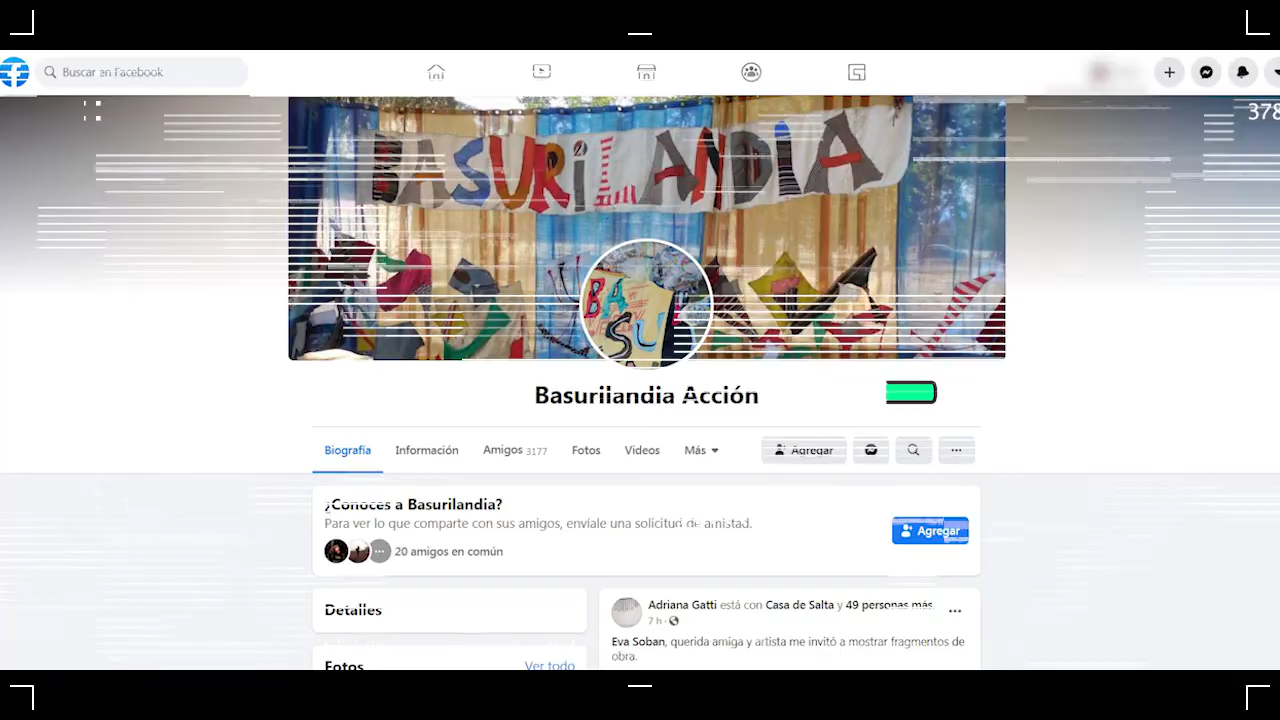 Buscar en Facebook
378
BASURILANDIA
BASU
Basurilandia Acción
Biografía Información Amigos 3177 Fotos Videos Más Agregar
¿Conoces a Basurilandia?
Para ver lo que comparte con sus amigos, envíale una solicitud de amistad.
Agregar
20 amigos en común
Detalles
Adriana Gatti está con Casa de Salta y 49 personas más.
7 h
Eva Soban, querida amiga y artista me invitó a mostrar fragmentos de
obra.
Fotos Ver todo